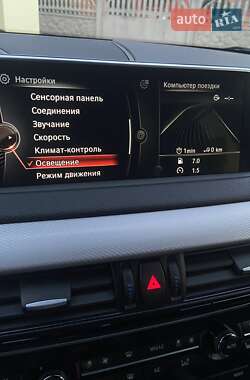 auto.RIA
Настройки
Сенсорная панель
Соединения
Звучание
Скорость
Климат-контроль
✓ Освещение
Режим движения
Компьютер поездки
1min
0 km
7.0
1.5